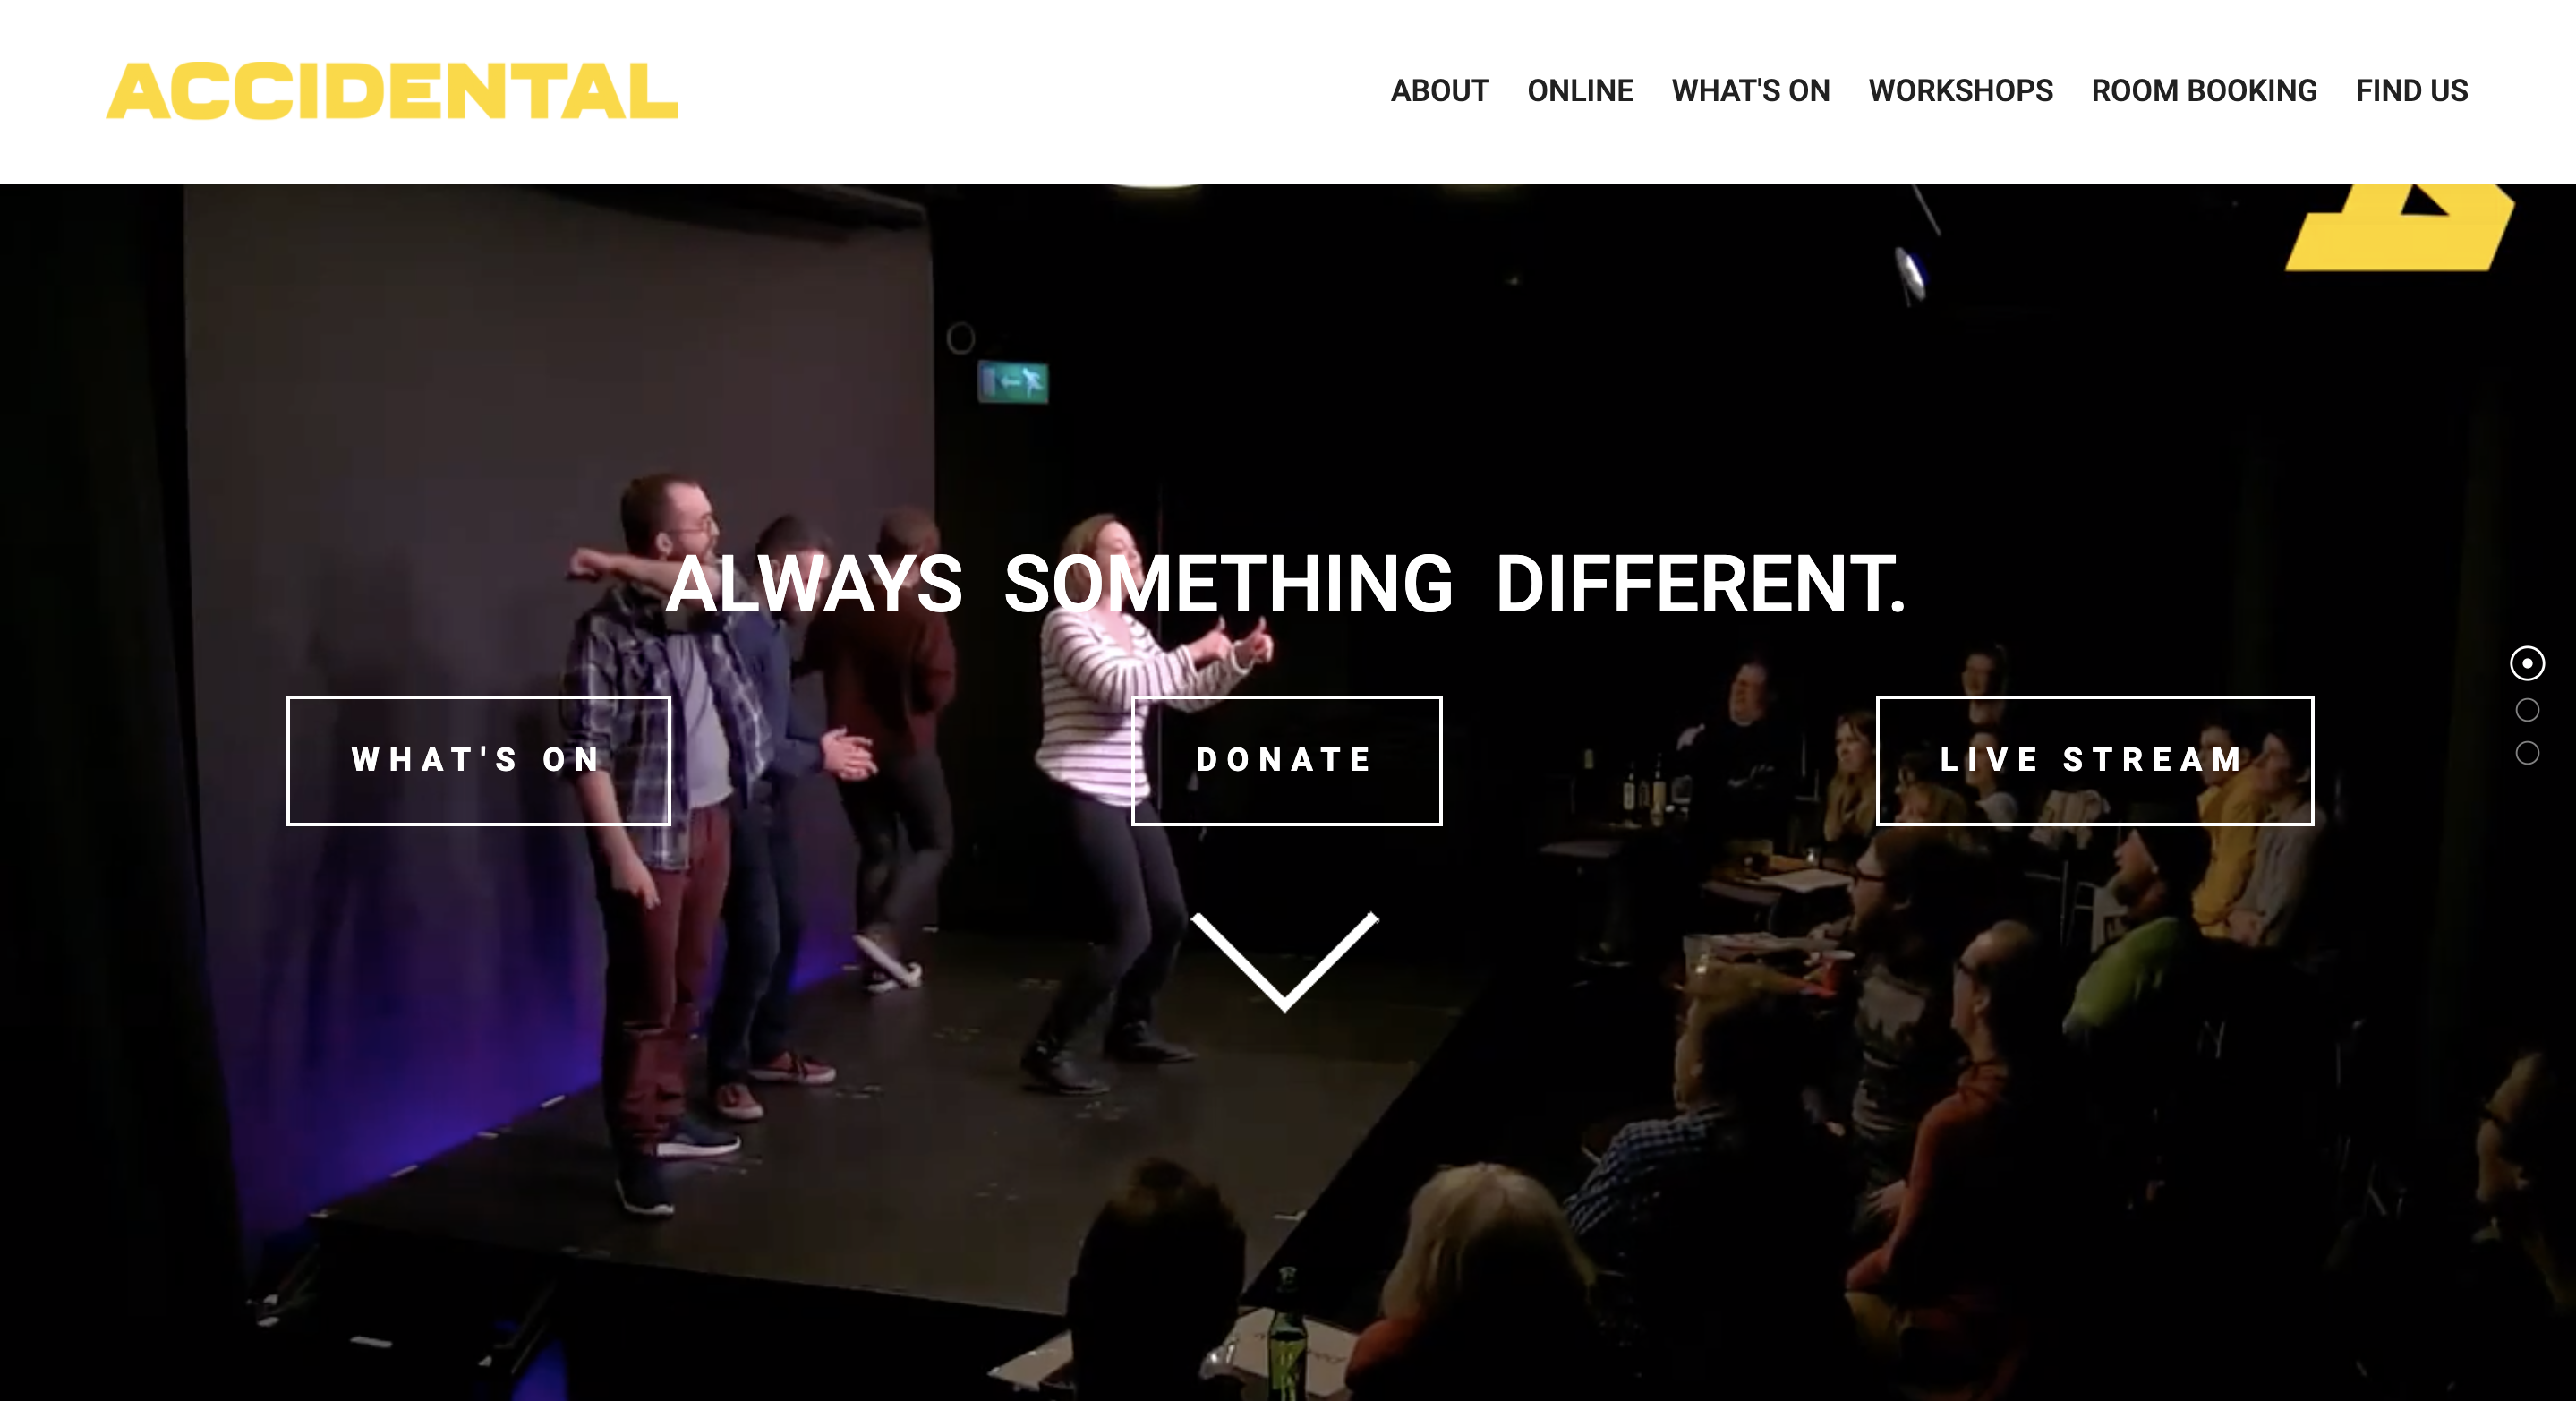 ACCIDENTAL
ABOUT ONLINE WHAT'S ON WORKSHOPS ROOM BOOKING FIND US
ALWAYS SOMETHING DIFFERENT.
WHAT'S ON DONATE LIVE STREAM